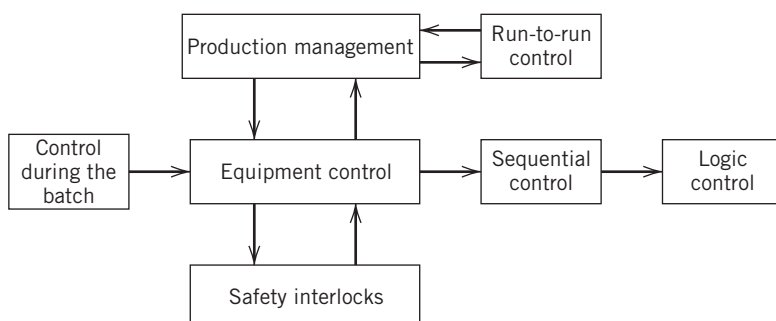 Production management
Run-to-run
control
Control
during the
batch
Equipment control
Sequential
control
Logic
control
Safety interlocks